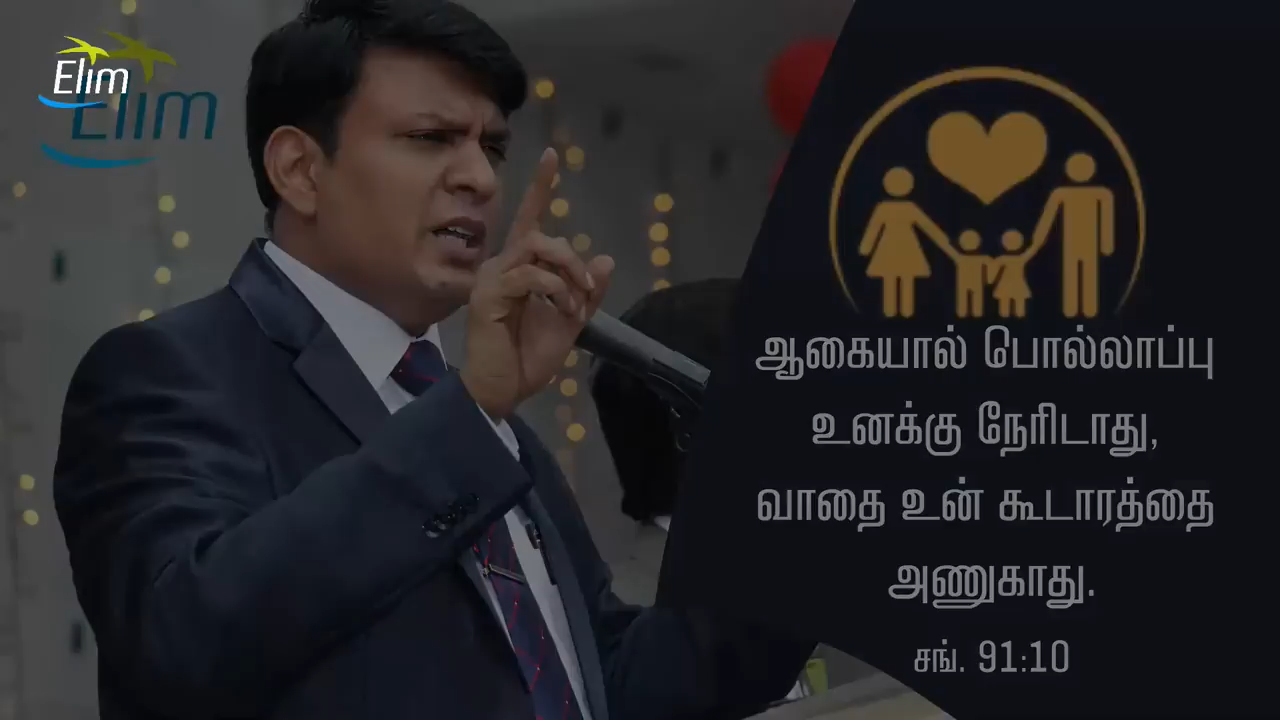 Elim
Elim
ஆகையால் போல்லாப்பு
உனக்கு நேரிடாது,
வாதை உன் கூடாரத்தை
அணுகாது.
சங். 91:10